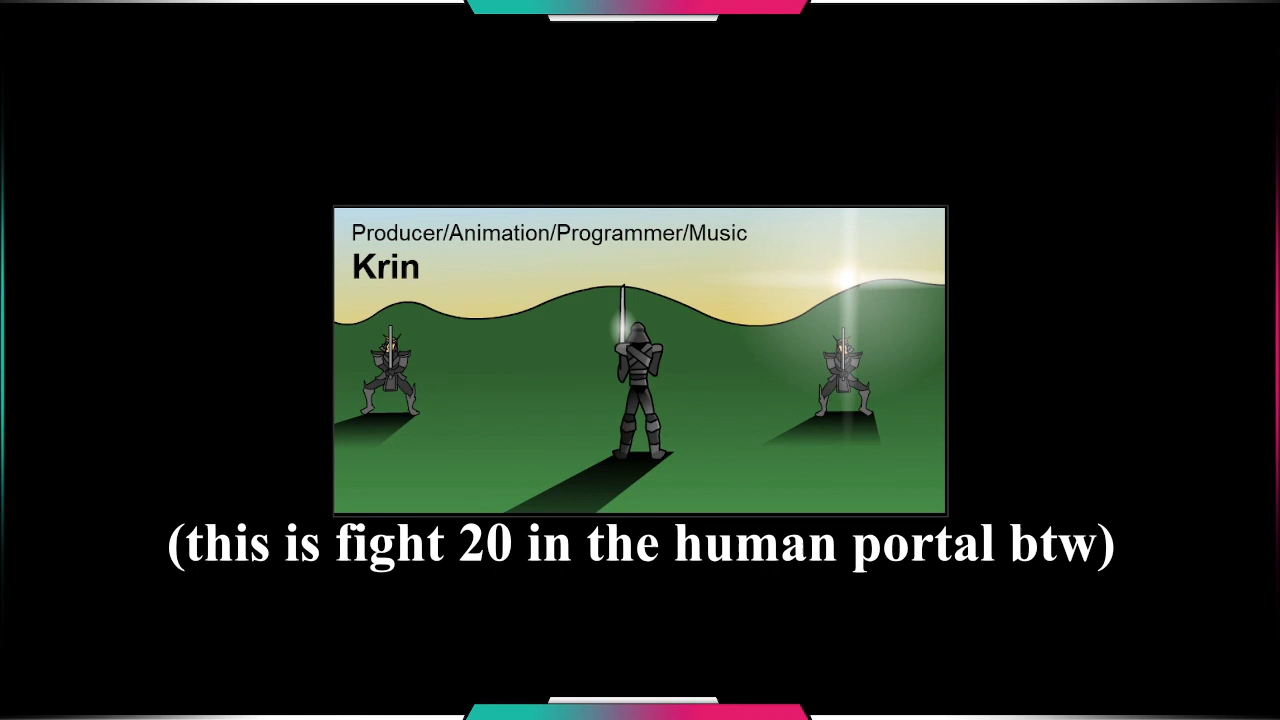 Producer/Animation/Programmer/Music
Krin
(this is fight 20 in the human portal btw)